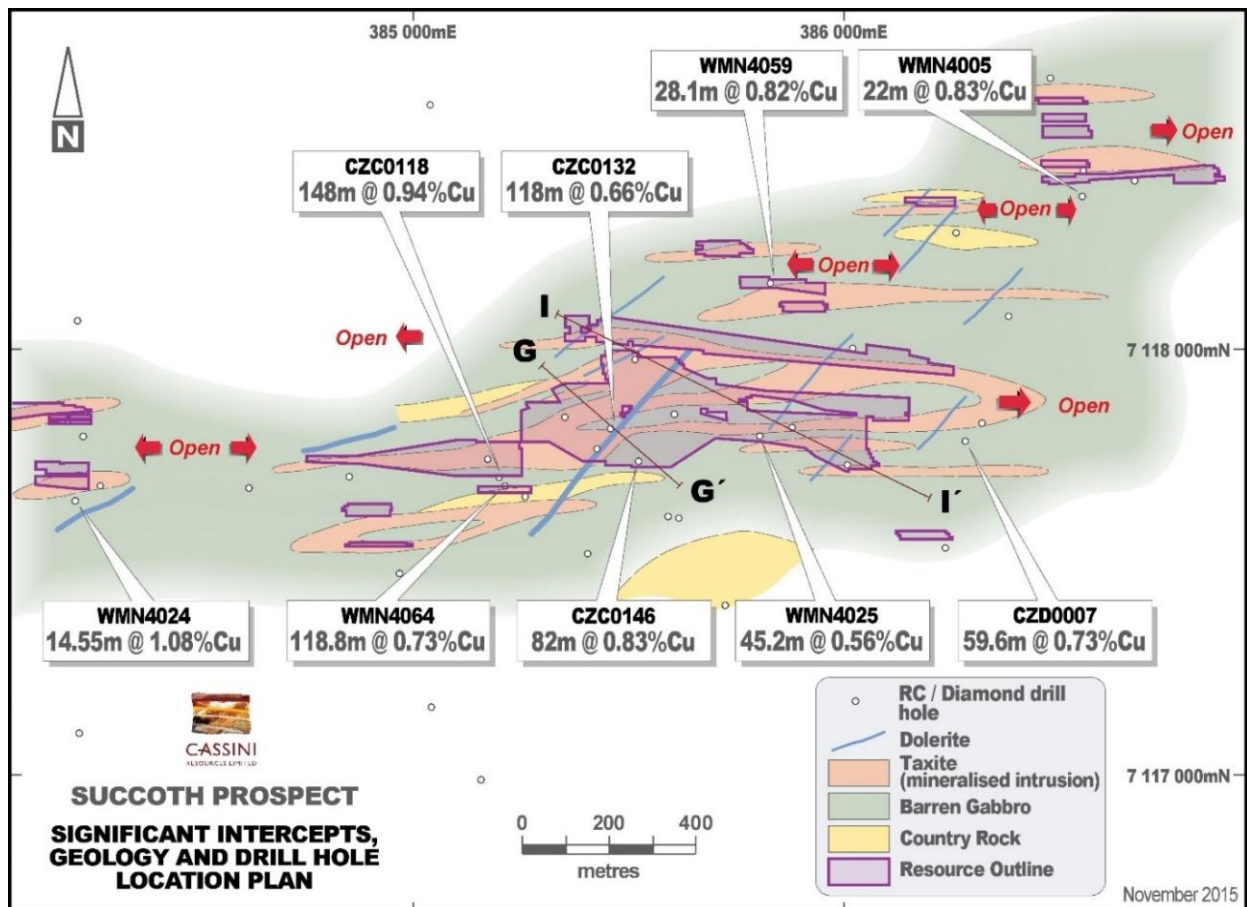 385 000mE
386 000mE
WMN4059
28.1m @ 0.82%Cu
WMN4005
22m @ 0.83%Cu
N
Open
CZC0118
148m @ 0.94%Cu
CZC0132
118m @ 0.66%Cu
Open
Open
I
Open
G
7 118 000mN
Open
Open
G´
I´
WMN4024
14.55m @ 1.08%Cu
WMN4064
118.8m @ 0.73%Cu
CZC0146
82m @ 0.83%Cu
WMN4025
45.2m @ 0.56%Cu
CZD0007
59.6m @ 0.73%Cu
CASSINI
RESOURCES LIMITED
SUCCOTH PROSPECT
SIGNIFICANT INTERCEPTS,
GEOLOGY AND DRILL HOLE
LOCATION PLAN
0 200 400
metres
RC / Diamond drill
hole
Dolerite
Taxite
(mineralised intrusion)
Barren Gabbro
Country Rock
Resource Outline
7 117 000mN
November 2015